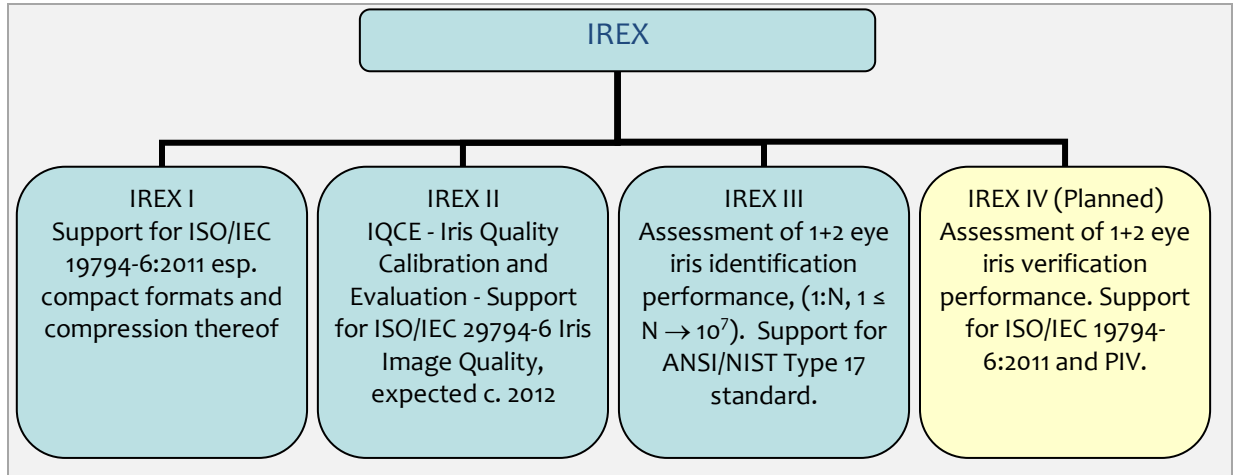 IREX
IREX I
Support for ISO/IEC
19794-6:2011 esp.
compact formats and
compression thereof
IREX II
IQCE - Iris Quality
Calibration and
Evaluation - Support
for ISO/IEC 29794-6 Iris
Image Quality,
expected c. 2012
IREX III
Assessment of 1+2 eye
iris identification
performance, (1:N, 1 ≤
N → 10⁷).  Support for
ANSI/NIST Type 17
standard.
IREX IV (Planned)
Assessment of 1+2 eye
iris verification
performance. Support
for ISO/IEC 19794-
6:2011 and PIV.